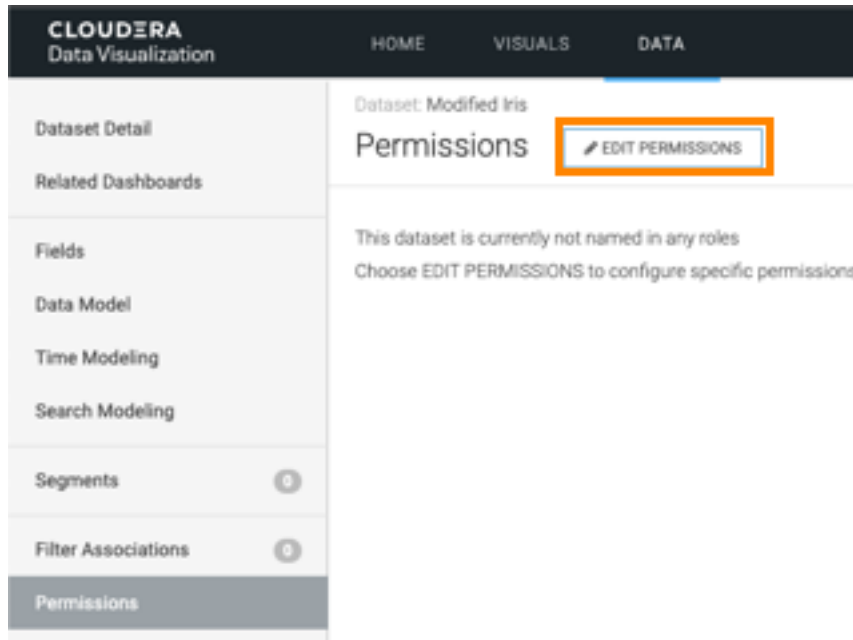 CLOUDERA
Data Visualization
HOME
VISUALS
DATA
Dataset Detail
Related Dashboards
Fields
Data Model
Time Modeling
Search Modeling
Segments
0
Filter Associations
0
Permissions
Dataset: Modified Iris
Permissions
EDIT PERMISSIONS
This dataset is currently not named in any roles
Choose EDIT PERMISSIONS to configure specific permissions